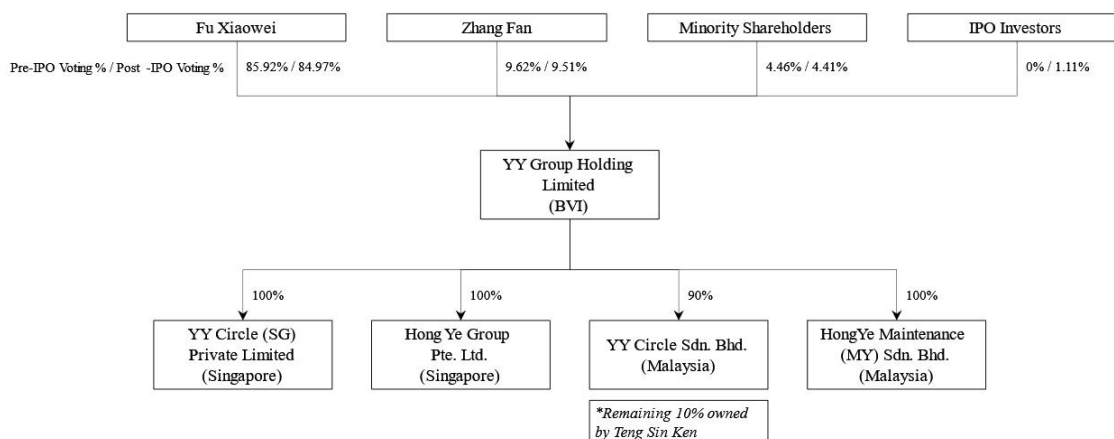 Fu Xiaowei
Zhang Fan
Minority Shareholders
IPO Investors
Pre-IPO Voting % / Post -IPO Voting %
85.92% / 84.97%
9.62% / 9.51%
4.46% / 4.41%
0% / 1.11%
YY Group Holding
Limited
(BVI)
100%
100%
90%
100%
YY Circle (SG)
Private Limited
(Singapore)
Hong Ye Group
Pte. Ltd.
(Singapore)
YY Circle Sdn. Bhd.
(Malaysia)
HongYe Maintenance
(MY) Sdn. Bhd.
(Malaysia)
*Remaining 10% owned
by Teng Sin Ken